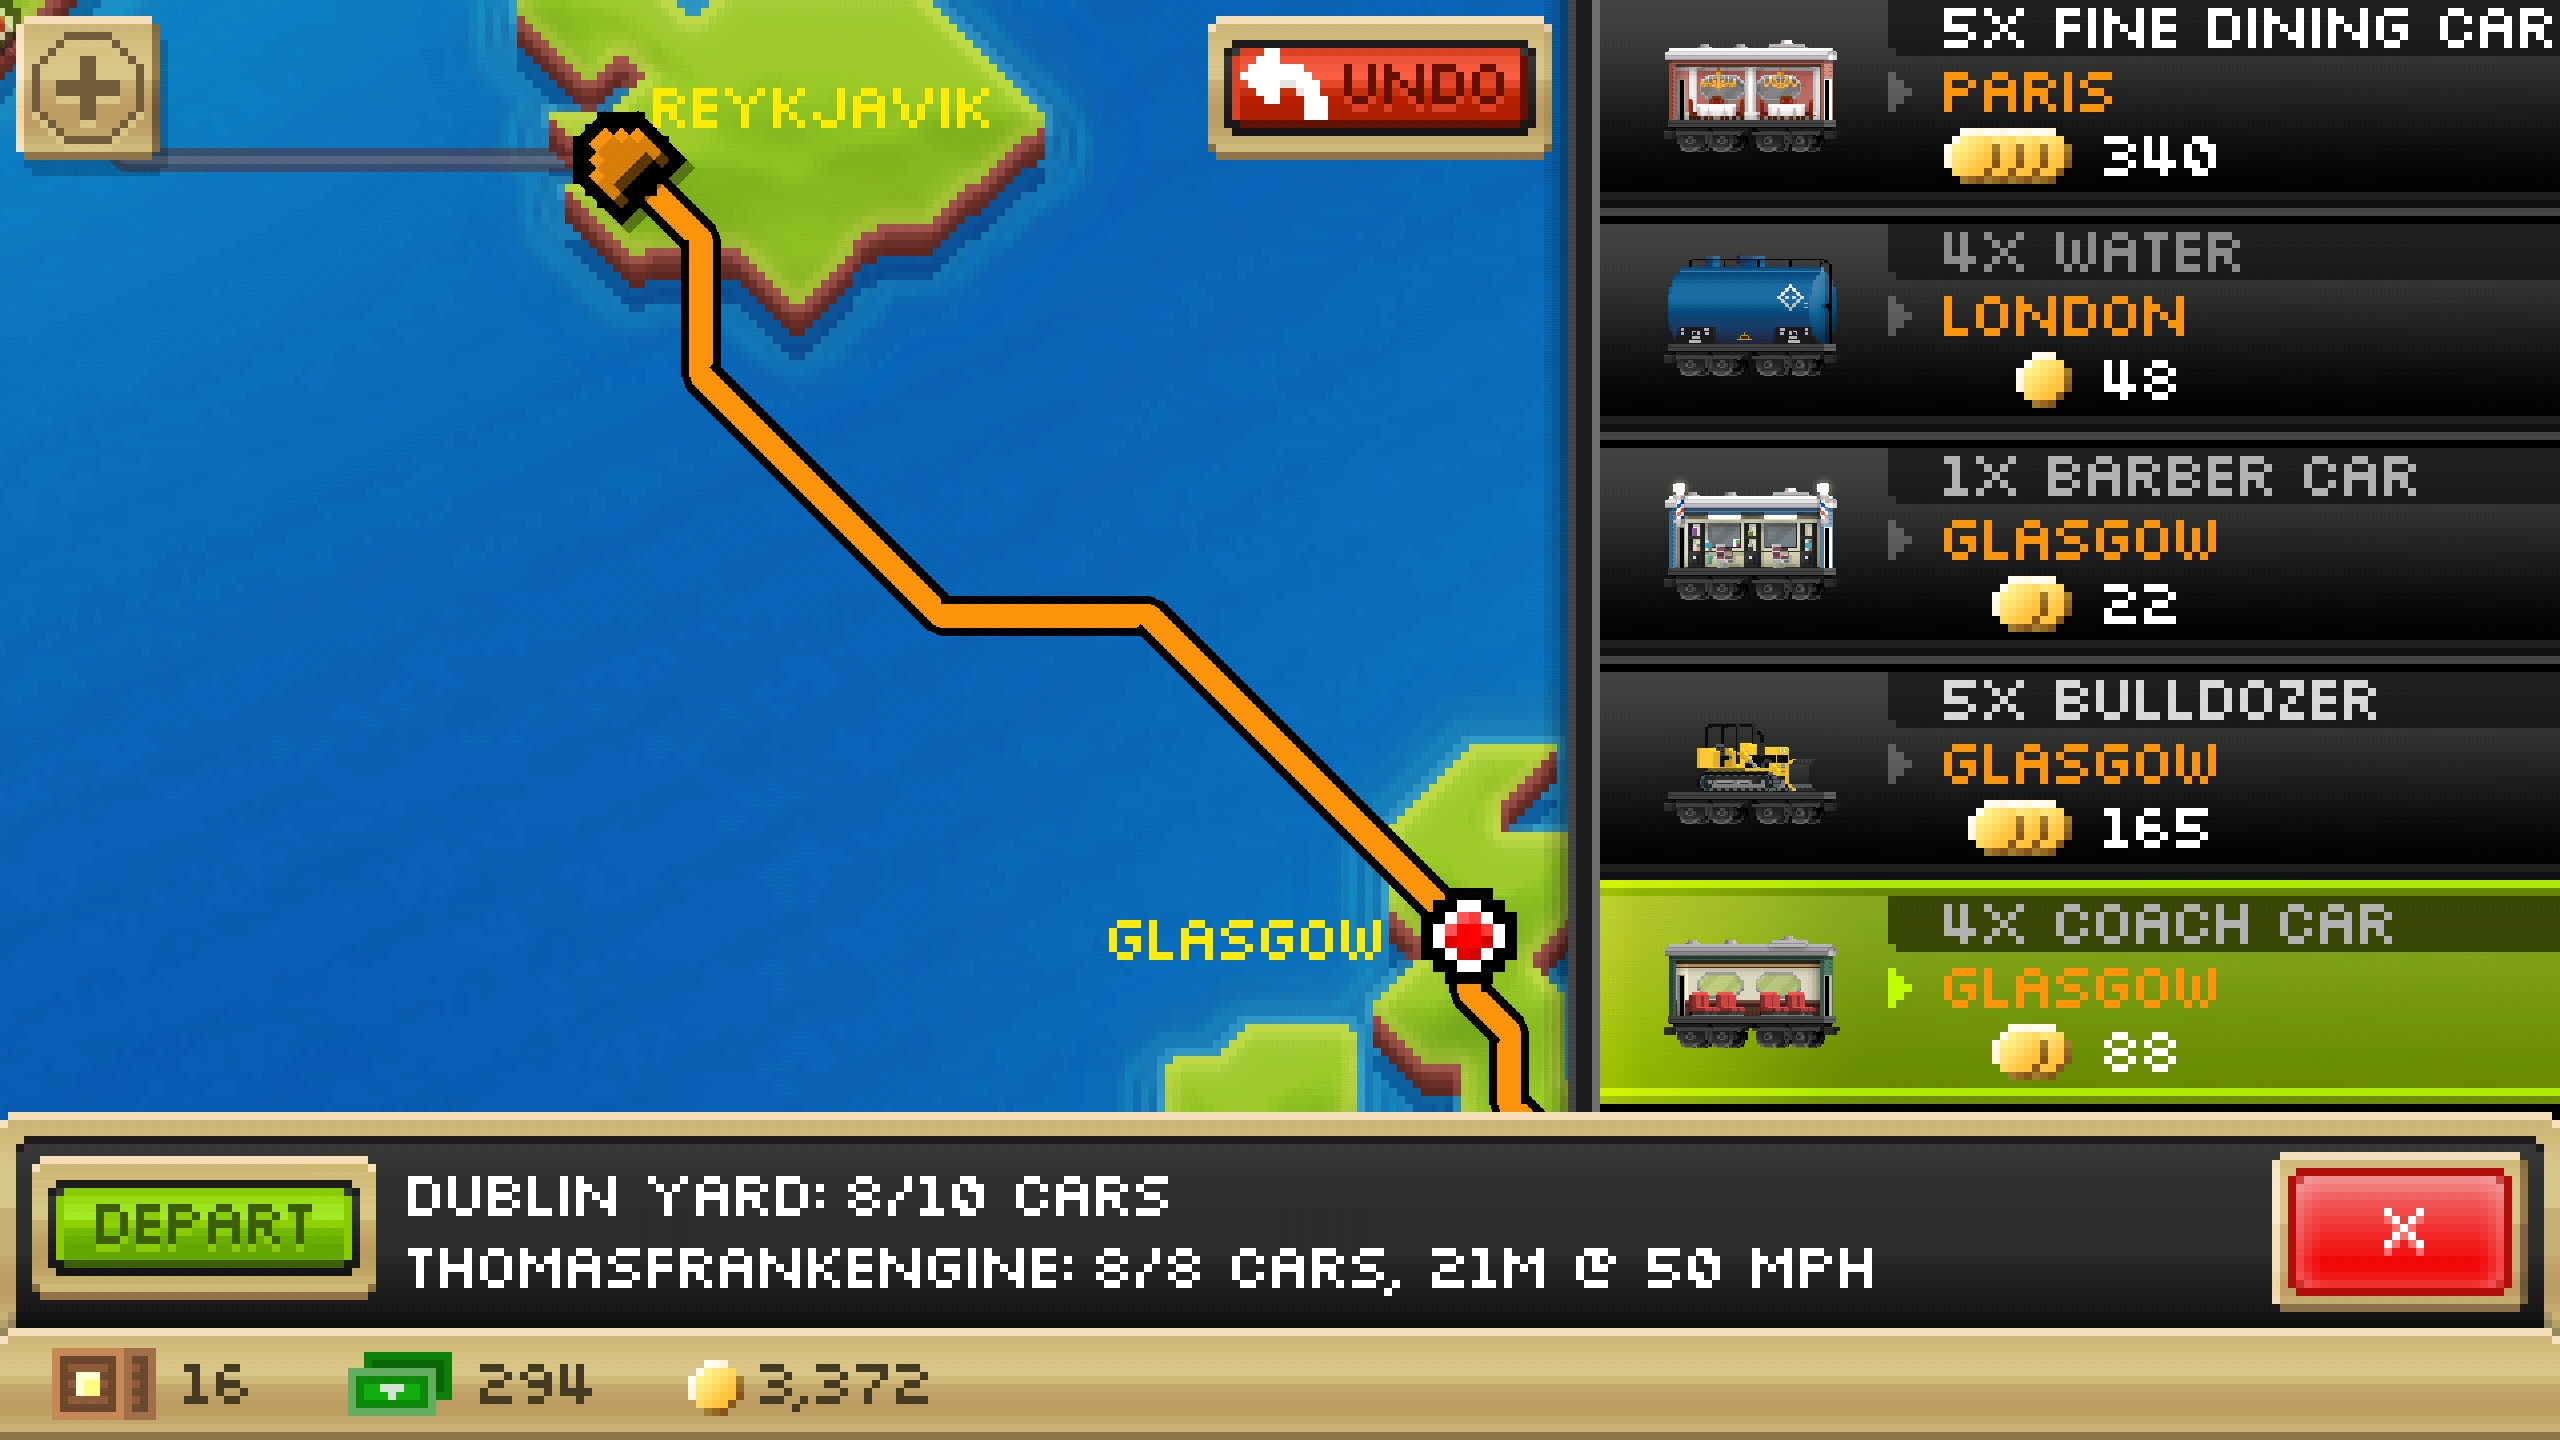 REYKJAVIK
UNDO
GLASGOW
5X FINE DINING CAR
PARIS
340
4X WATER
LONDON
48
1X BARBER CAR
GLASGOW
22
5X BULLDOZER
GLASGOW
165
4X COACH CAR
GLASGOW
88
DEPART
DUBLIN YARD: 8/10 CARS
THOMASFRANKENGINE: 8/8 CARS, 21M @ 50 MPH
X
16
294
3,372